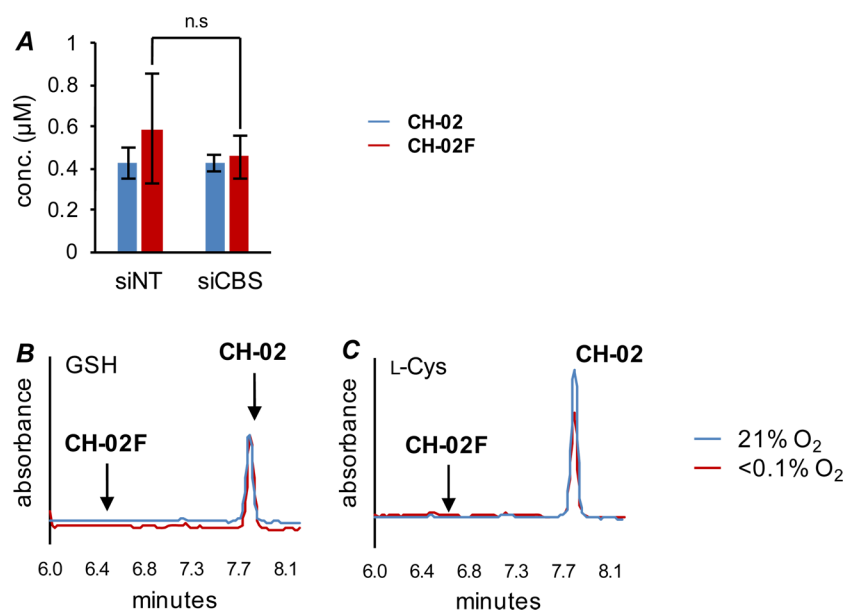 n.s
A
1
0.8
0.6
0.4
0.2
0
conc. (µM)
siNT siCBS
CH-02
CH-02F
B
GSH
CH-02
CH-02F
absorbance
6.0 6.4 6.8 7.3 7.7 8.1
minutes
C
L-Cys
CH-02
CH-02F
absorbance
6.0 6.4 6.8 7.3 7.7 8.1
minutes
21% O₂
<0.1% O₂